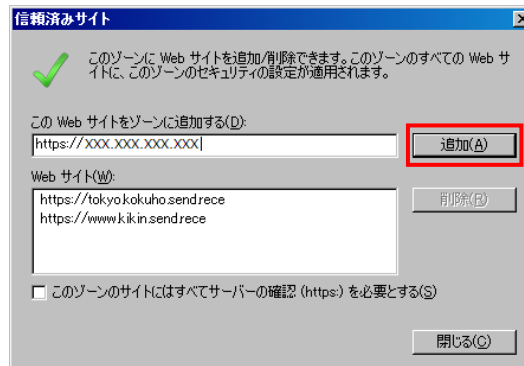 信頼済みサイト
このゾーンに Web サイトを追加/削除できます。このゾーンのすべての Web サ
イトに、このゾーンのセキュリティの設定が適用されます。
この Web サイトをゾーンに追加する(D):
https://XXX.XXX.XXX.XXX
追加(A)
Web サイト(W):
https://tokyo.kokuho.send.rece
https://www.kikin.send.rece
削除(R)
このゾーンのサイトにはすべてサーバーの確認 (https:) を必要とする(S)
閉じる(C)